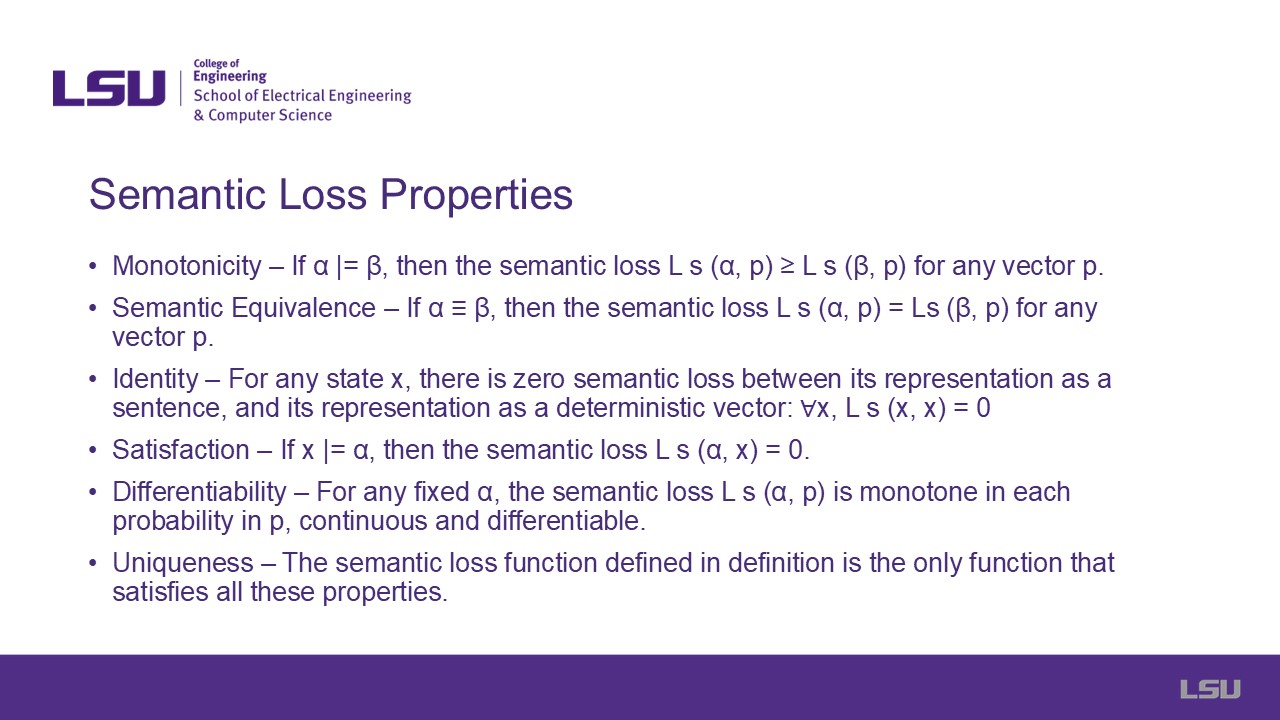 LSU
College of
Engineering
School of Electrical Engineering
& Computer Science
Semantic Loss Properties
• Monotonicity – If α |= β, then the semantic loss L s (α, p) ≥ L s (β, p) for any vector p.
• Semantic Equivalence – If α ≡ β, then the semantic loss L s (α, p) = Ls (β, p) for any
vector p.
• Identity – For any state x, there is zero semantic loss between its representation as a
sentence, and its representation as a deterministic vector: ∀x, L s (x, x) = 0
• Satisfaction – If x |= α, then the semantic loss L s (α, x) = 0.
• Differentiability – For any fixed α, the semantic loss L s (α, p) is monotone in each
probability in p, continuous and differentiable.
• Uniqueness – The semantic loss function defined in definition is the only function that
satisfies all these properties.
LSU